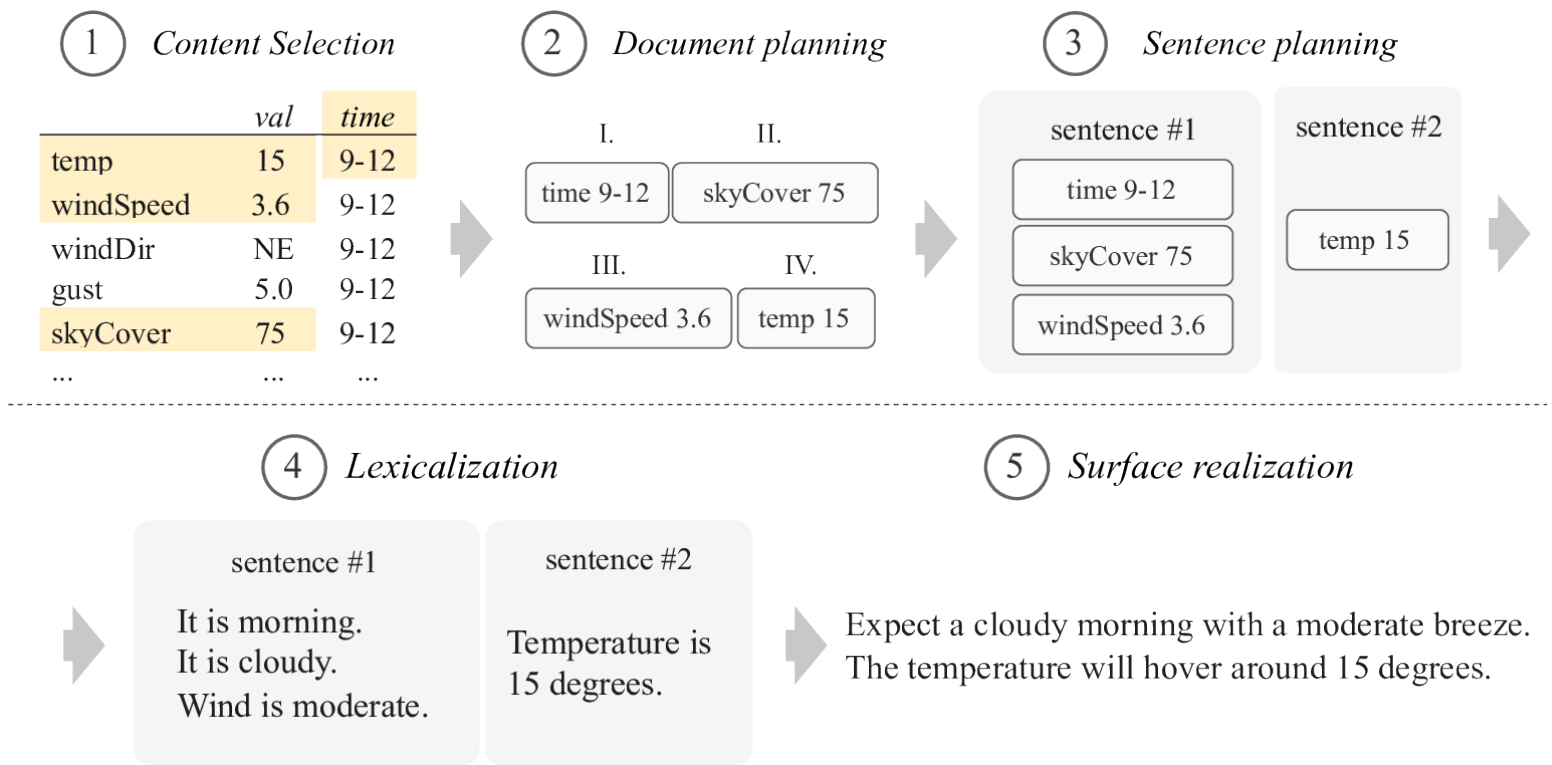 1 Content Selection
val time
temp 15 9-12
windSpeed 3.6 9-12
windDir NE 9-12
gust 5.0 9-12
skyCover 75 9-12
... ... ...
2 Document planning
I. II.
time 9-12 skyCover 75
III. IV.
windSpeed 3.6 temp 15
3 Sentence planning
sentence #1
time 9-12
skyCover 75
windSpeed 3.6
sentence #2
temp 15
4 Lexicalization
sentence #1
It is morning.
It is cloudy.
Wind is moderate.
sentence #2
Temperature is
15 degrees.
5 Surface realization
Expect a cloudy morning with a moderate breeze.
The temperature will hover around 15 degrees.